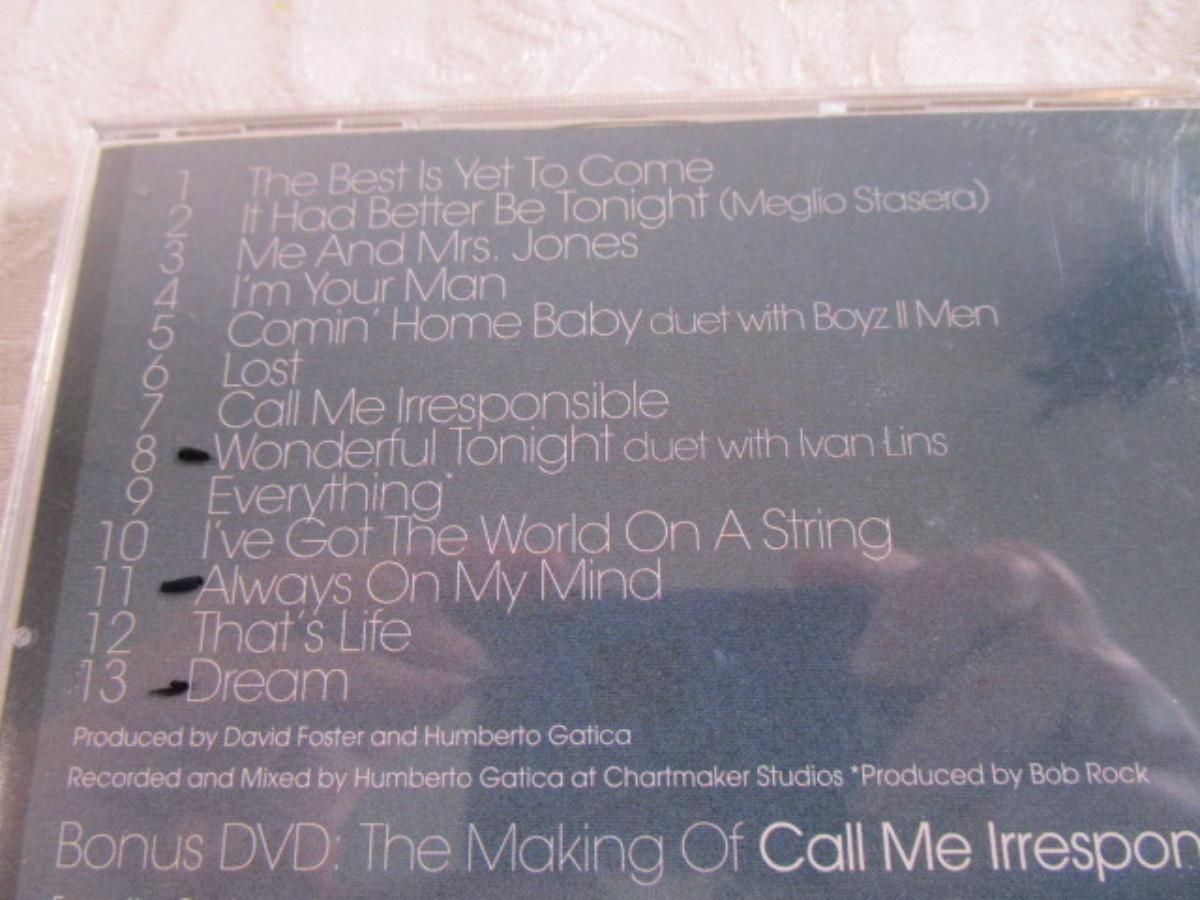 1 The Best Is Yet To Come
2 It Had Better Be Tonight (Meglio Stasera)
3 Me And Mrs. Jones
4 I'm Your Man
5 Comin' Home Baby duet with Boyz II Men
6 Lost
7 Call Me Irresponsible
8 Wonderful Tonight duet with Ivan Lins
9 Everything*
10 I've Got The World On A String
11 Always On My Mind
12 That's Life
13 Dream
Produced by David Foster and Humberto Gatica
Recorded and Mixed by Humberto Gatica at Chartmaker Studios *Produced by Bob Rock
Bonus DVD: The Making Of Call Me Irrespon